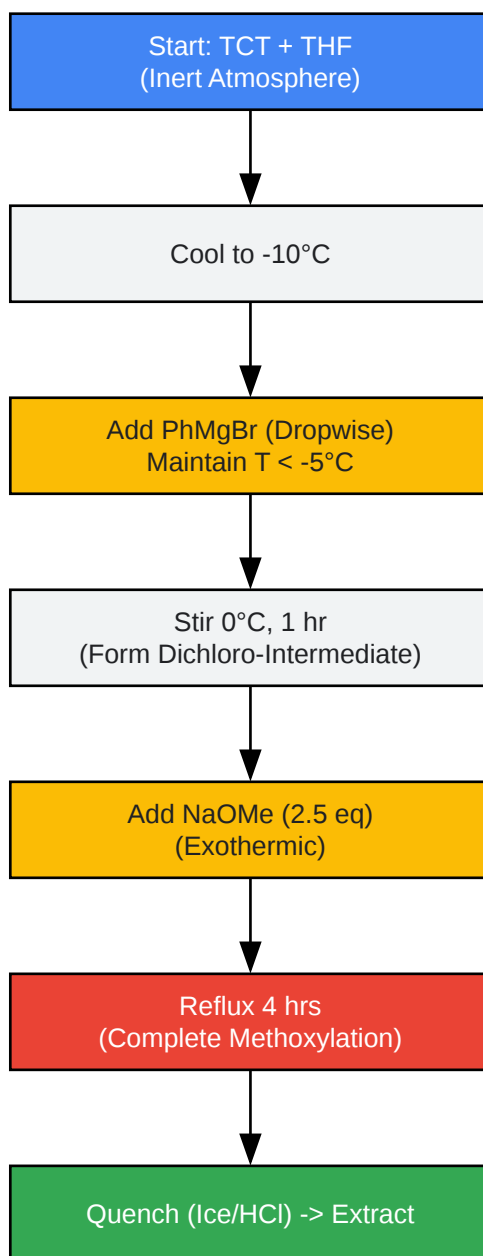 Start: TCT + THF
(Inert Atmosphere)
Cool to -10°C
Add PhMgBr (Dropwise)
Maintain T < -5°C
Stir 0°C, 1 hr
(Form Dichloro-Intermediate)
Add NaOMe (2.5 eq)
(Exothermic)
Reflux 4 hrs
(Complete Methoxylation)
Quench (Ice/HCl) -> Extract